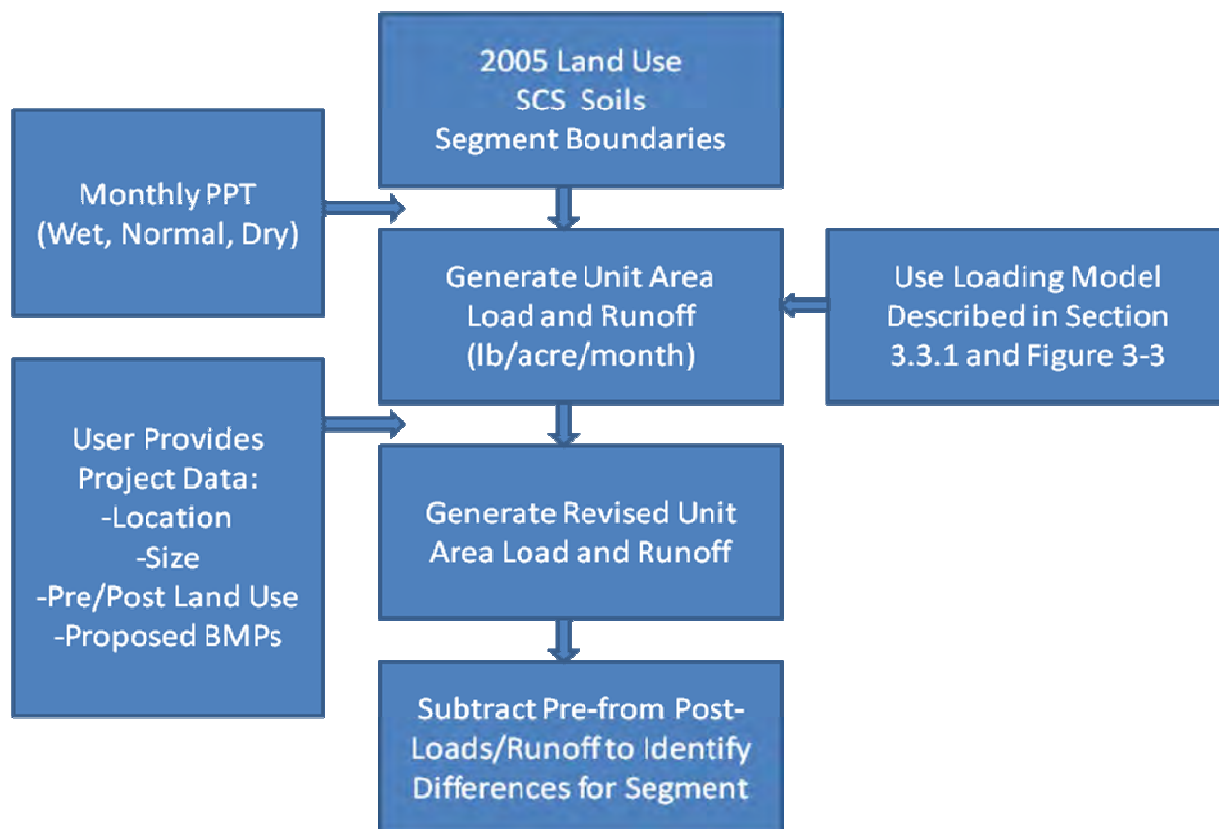 2005 Land Use
SCS Soils
Segment Boundaries
Monthly PPT
(Wet, Normal, Dry)
Generate Unit Area
Load and Runoff
(lb/acre/month)
Use Loading Model
Described in Section
3.3.1 and Figure 3-3
User Provides
Project Data:
-Location
-Size
-Pre/Post Land Use
-Proposed BMPs
Generate Revised Unit
Area Load and Runoff
Subtract Pre-from Post-
Loads/Runoff to Identify
Differences for Segment